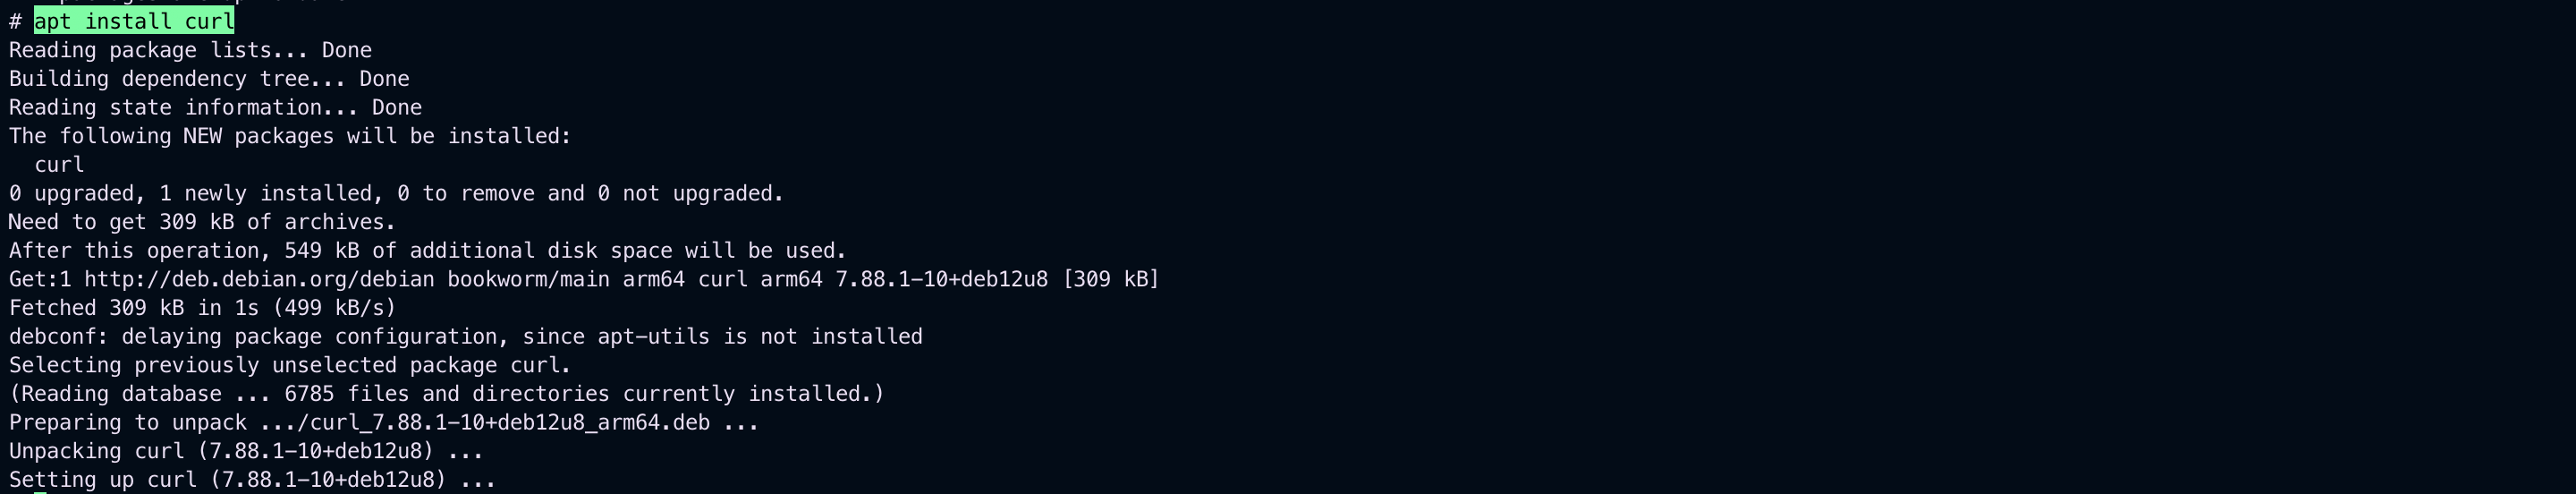 # apt install curl
Reading package lists... Done
Building dependency tree... Done
Reading state information... Done
The following NEW packages will be installed:
  curl
0 upgraded, 1 newly installed, 0 to remove and 0 not upgraded.
Need to get 309 kB of archives.
After this operation, 549 kB of additional disk space will be used.
Get:1 http://deb.debian.org/debian bookworm/main arm64 curl arm64 7.88.1-10+deb12u8 [309 kB]
Fetched 309 kB in 1s (499 kB/s)
debconf: delaying package configuration, since apt-utils is not installed
Selecting previously unselected package curl.
(Reading database ... 6785 files and directories currently installed.)
Preparing to unpack .../curl_7.88.1-10+deb12u8_arm64.deb ...
Unpacking curl (7.88.1-10+deb12u8) ...
Setting up curl (7.88.1-10+deb12u8) ...